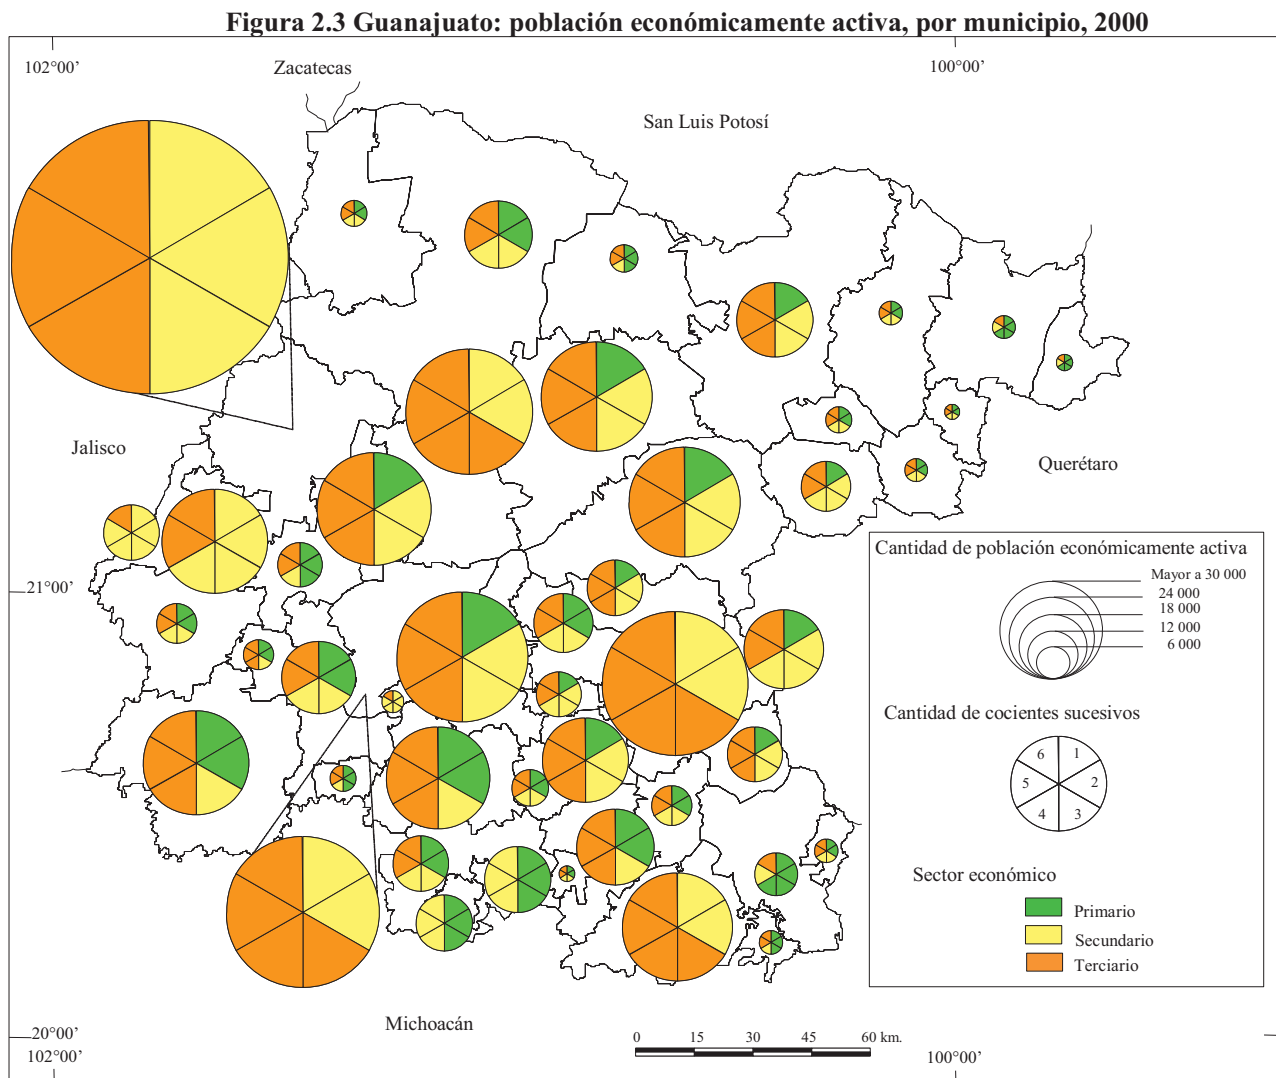 Figura 2.3 Guanajuato: población económicamente activa, por municipio, 2000
102°00’
100°00’
Zacatecas
San Luis Potosí
Jalisco
Querétaro
21°00’
Cantidad de población económicamente activa
Mayor a 30 000
24 000
18 000
12 000
6 000
Cantidad de cocientes sucesivos
6 1
5 2
4 3
Sector económico
Primario
Secundario
Terciario
Michoacán
20°00’
102°00’
0 15 30 45 60 km.
100°00’